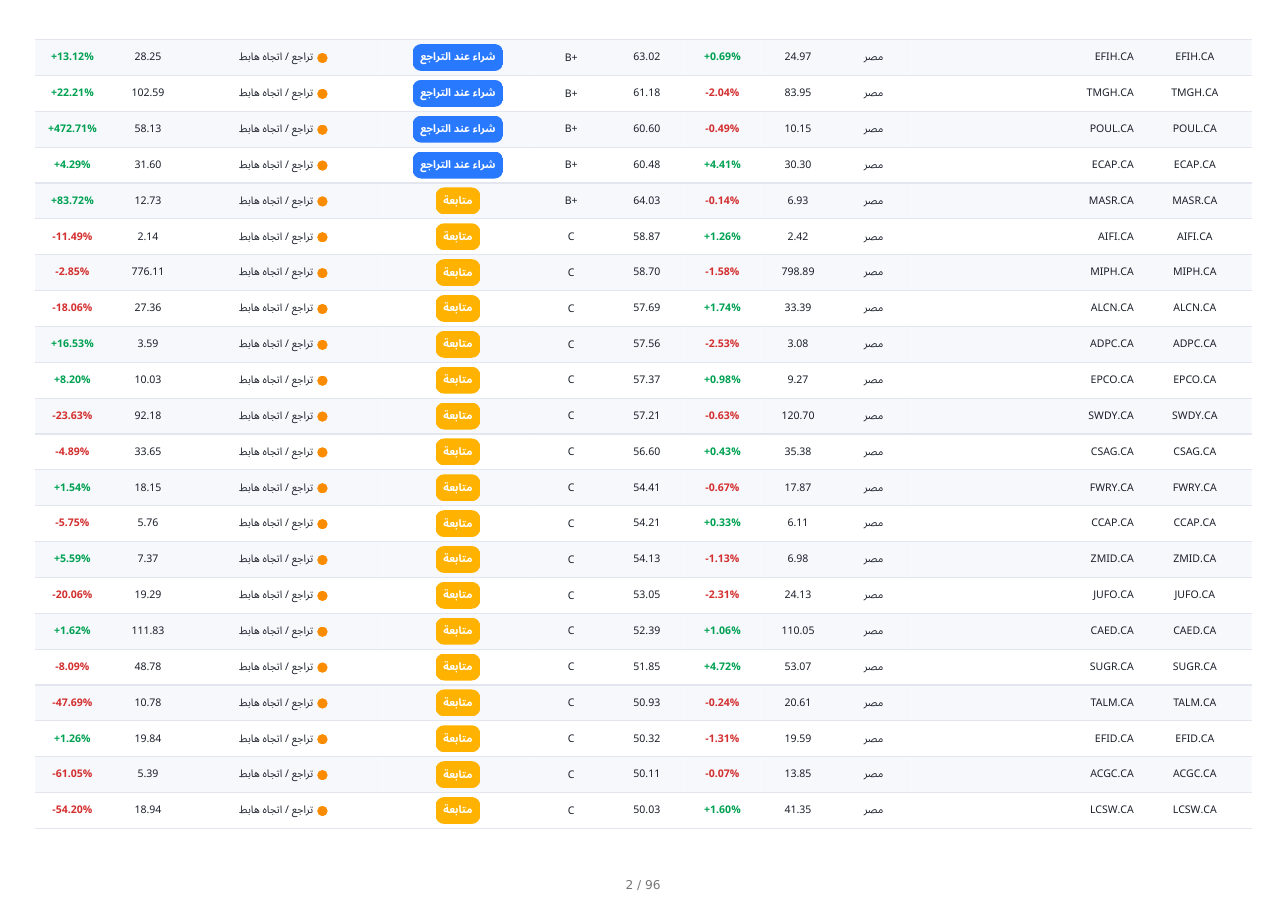 EFIH.CA EFIH.CA مصر 24.97 +0.69% 63.02 B+ شراء عند التراجع تراجع / اتجاه هابط 28.25 +13.12%
TMGH.CA TMGH.CA مصر 83.95 -2.04% 61.18 B+ شراء عند التراجع تراجع / اتجاه هابط 102.59 +22.21%
POUL.CA POUL.CA مصر 10.15 -0.49% 60.60 B+ شراء عند التراجع تراجع / اتجاه هابط 58.13 +472.71%
ECAP.CA ECAP.CA مصر 30.30 +4.41% 60.48 B+ شراء عند التراجع تراجع / اتجاه هابط 31.60 +4.29%
MASR.CA MASR.CA مصر 6.93 -0.14% 64.03 B+ متابعة تراجع / اتجاه هابط 12.73 +83.72%
AIFI.CA AIFI.CA مصر 2.42 +1.26% 58.87 C متابعة تراجع / اتجاه هابط 2.14 -11.49%
MIPH.CA MIPH.CA مصر 798.89 -1.58% 58.70 C متابعة تراجع / اتجاه هابط 776.11 -2.85%
ALCN.CA ALCN.CA مصر 33.39 +1.74% 57.69 C متابعة تراجع / اتجاه هابط 27.36 -18.06%
ADPC.CA ADPC.CA مصر 3.08 -2.53% 57.56 C متابعة تراجع / اتجاه هابط 3.59 +16.53%
EPCO.CA EPCO.CA مصر 9.27 +0.98% 57.37 C متابعة تراجع / اتجاه هابط 10.03 +8.20%
SWDY.CA SWDY.CA مصر 120.70 -0.63% 57.21 C متابعة تراجع / اتجاه هابط 92.18 -23.63%
CSAG.CA CSAG.CA مصر 35.38 +0.43% 56.60 C متابعة تراجع / اتجاه هابط 33.65 -4.89%
FWRY.CA FWRY.CA مصر 17.87 -0.67% 54.41 C متابعة تراجع / اتجاه هابط 18.15 +1.54%
CCAP.CA CCAP.CA مصر 6.11 +0.33% 54.21 C متابعة تراجع / اتجاه هابط 5.76 -5.75%
ZMID.CA ZMID.CA مصر 6.98 -1.13% 54.13 C متابعة تراجع / اتجاه هابط 7.37 +5.59%
JUFO.CA JUFO.CA مصر 24.13 -2.31% 53.05 C متابعة تراجع / اتجاه هابط 19.29 -20.06%
CAED.CA CAED.CA مصر 110.05 +1.06% 52.39 C متابعة تراجع / اتجاه هابط 111.83 +1.62%
SUGR.CA SUGR.CA مصر 53.07 +4.72% 51.85 C متابعة تراجع / اتجاه هابط 48.78 -8.09%
TALM.CA TALM.CA مصر 20.61 -0.24% 50.93 C متابعة تراجع / اتجاه هابط 10.78 -47.69%
EFID.CA EFID.CA مصر 19.59 -1.31% 50.32 C متابعة تراجع / اتجاه هابط 19.84 +1.26%
ACGC.CA ACGC.CA مصر 13.85 -0.07% 50.11 C متابعة تراجع / اتجاه هابط 5.39 -61.05%
LCSW.CA LCSW.CA مصر 41.35 +1.60% 50.03 C متابعة تراجع / اتجاه هابط 18.94 -54.20%
2 / 96